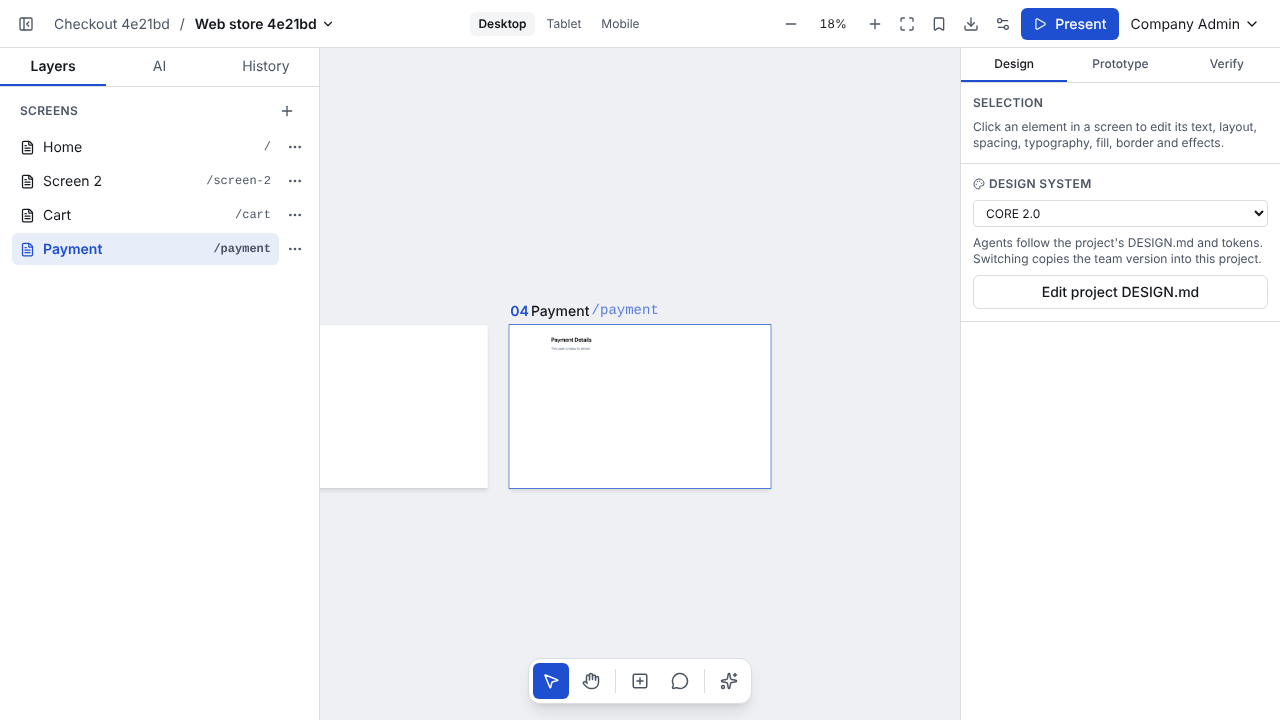 Checkout 4e21bd / Web store 4e21bd
Desktop Tablet Mobile
18%
Present
Company Admin
Layers AI History
SCREENS
Home /
Screen 2 /screen-2
Cart /cart
Payment /payment
04 Payment /payment
Payment Details
Design Prototype Verify
SELECTION
Click an element in a screen to edit its text, layout,
spacing, typography, fill, border and effects.
DESIGN SYSTEM
CORE 2.0
Agents follow the project's DESIGN.md and tokens.
Switching copies the team version into this project.
Edit project DESIGN.md